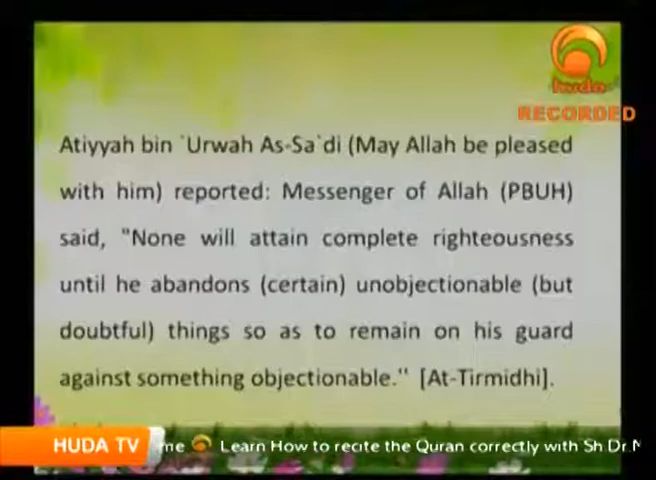 huda
RECORDED
Atiyyah bin `Urwah As-Sa`di (May Allah be pleased
with him) reported: Messenger of Allah (PBUH)
said, "None will attain complete righteousness
until he abandons (certain) unobjectionable (but
doubtful) things so as to remain on his guard
against something objectionable.'' [At-Tirmidhi].
HUDA TV
me Learn How to recite the Quran correctly with Sh Dr.